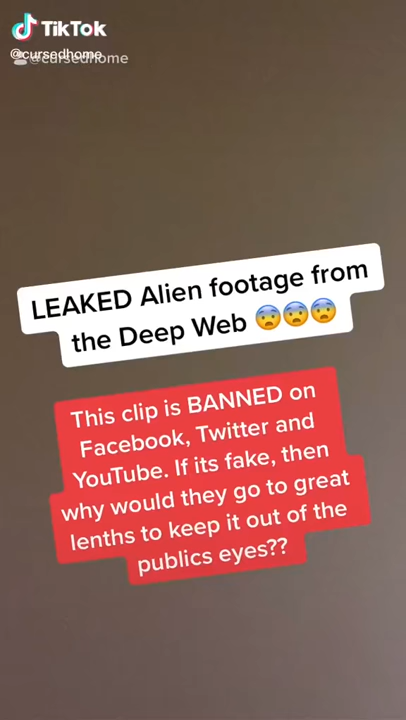 TikTok
@cursedhome
@cursedhome
LEAKED Alien footage from
the Deep Web 😨😨😨
This clip is BANNED on
Facebook, Twitter and
YouTube. If its fake, then
why would they go to great
lenths to keep it out of the
publics eyes??